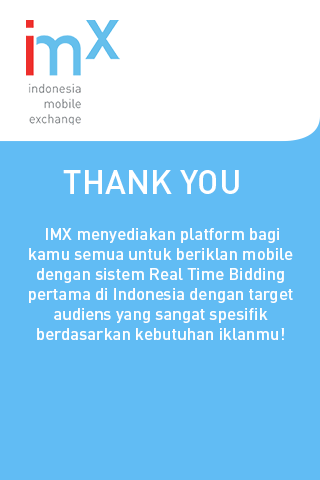 imx
indonesia
mobile
exchange
THANK YOU
IMX menyediakan platform bagi
kamu semua untuk beriklan mobile
dengan sistem Real Time Bidding
pertama di Indonesia dengan target
audiens yang sangat spesifik
berdasarkan kebutuhan iklanmu!